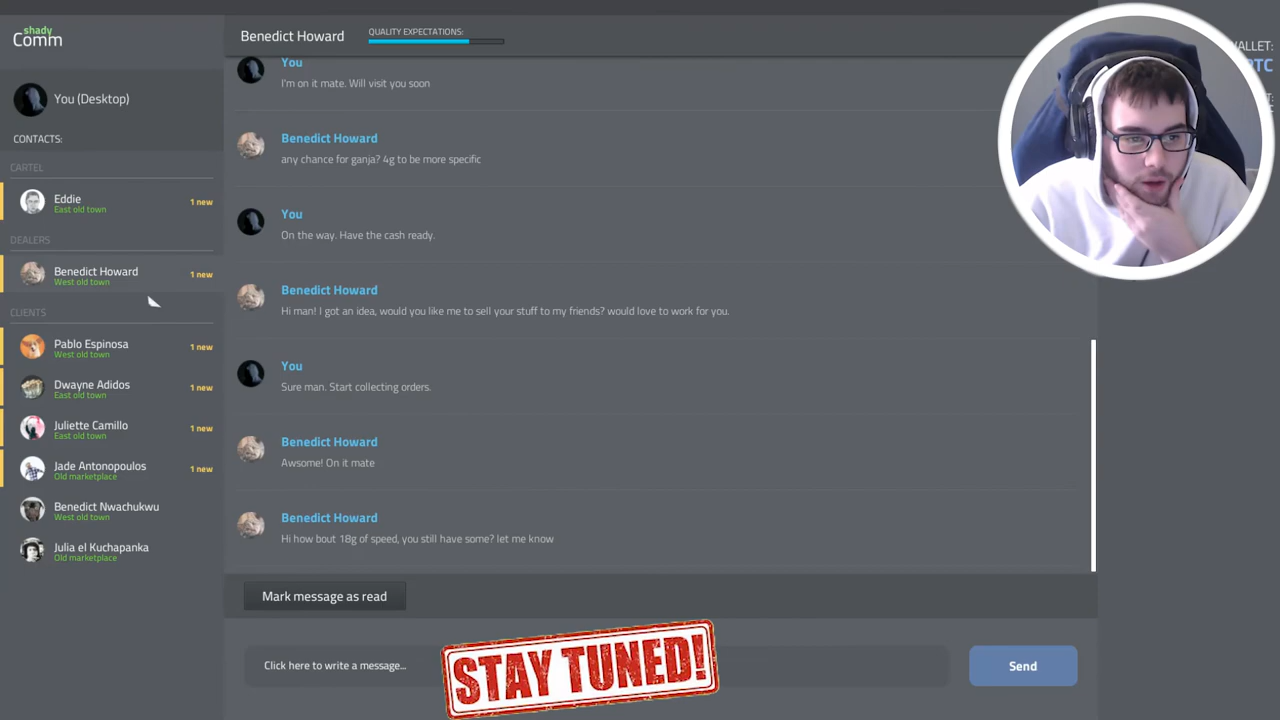 shady
Comm
You (Desktop)
CONTACTS:
CARTEL
Eddie
East old town
1 new
DEALERS
Benedict Howard
West old town
1 new
CLIENTS
Pablo Espinosa
West old town
1 new
Dwayne Adidos
East old town
1 new
Juliette Camillo
East old town
1 new
Jade Antonopoulos
Old marketplace
1 new
Benedict Nwachukwu
West old town
Julia el Kuchapanka
Old marketplace
Benedict Howard
QUALITY EXPECTATIONS:
You
I'm on it mate. Will visit you soon
Benedict Howard
any chance for ganja? 4g to be more specific
You
On the way. Have the cash ready.
Benedict Howard
Hi man! I got an idea, would you like me to sell your stuff to my friends? would love to work for you.
You
Sure man. Start collecting orders.
Benedict Howard
Awsome! On it mate
Benedict Howard
Hi how bout 18g of speed, you still have some? let me know
Mark message as read
Click here to write a message...
Send
STAY TUNED!